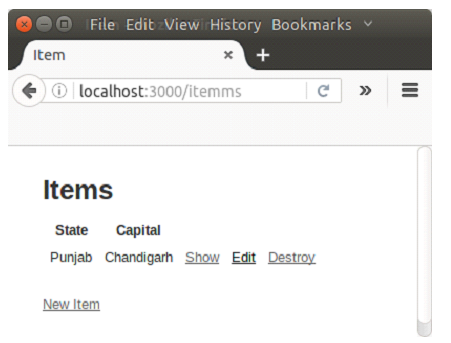 File Edit View History Bookmarks
Item
localhost:3000/itemms
Items
State Capital
Punjab Chandigarh Show Edit Destroy
New Item